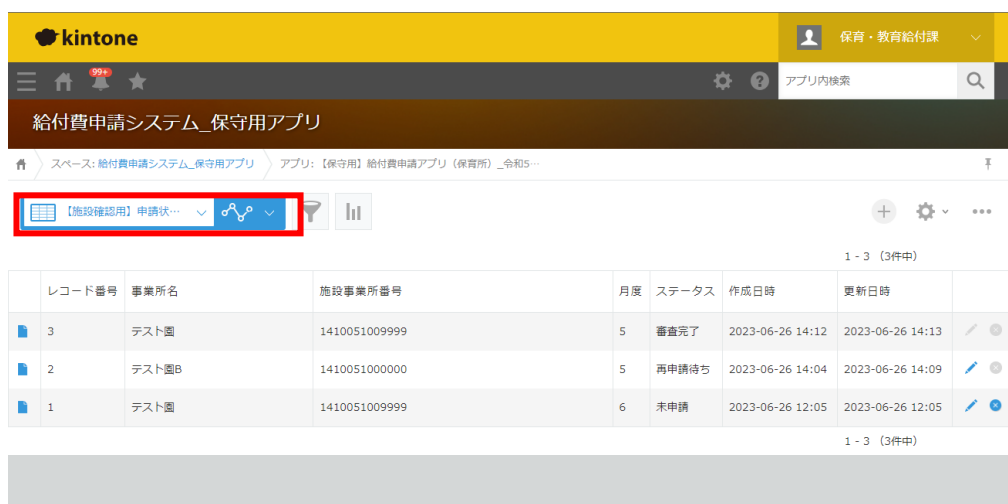 kintone
保育・教育給付課
99+
アプリ内検索
給付費申請システム_保守用アプリ
スペース: 給付費申請システム_保守用アプリ
アプリ: 【保守用】給付費申請アプリ（保育所）_令和5…
【施設確認用】申請状…
1 - 3 （3件中）
レコード番号 事業所名 施設事業所番号 月度 ステータス 作成日時 更新日時
3 テスト園 1410051009999 5 審査完了 2023-06-26 14:12 2023-06-26 14:13
2 テスト園B 1410051000000 5 再申請待ち 2023-06-26 14:04 2023-06-26 14:09
1 テスト園 1410051009999 6 未申請 2023-06-26 12:05 2023-06-26 12:05
1 - 3 （3件中）